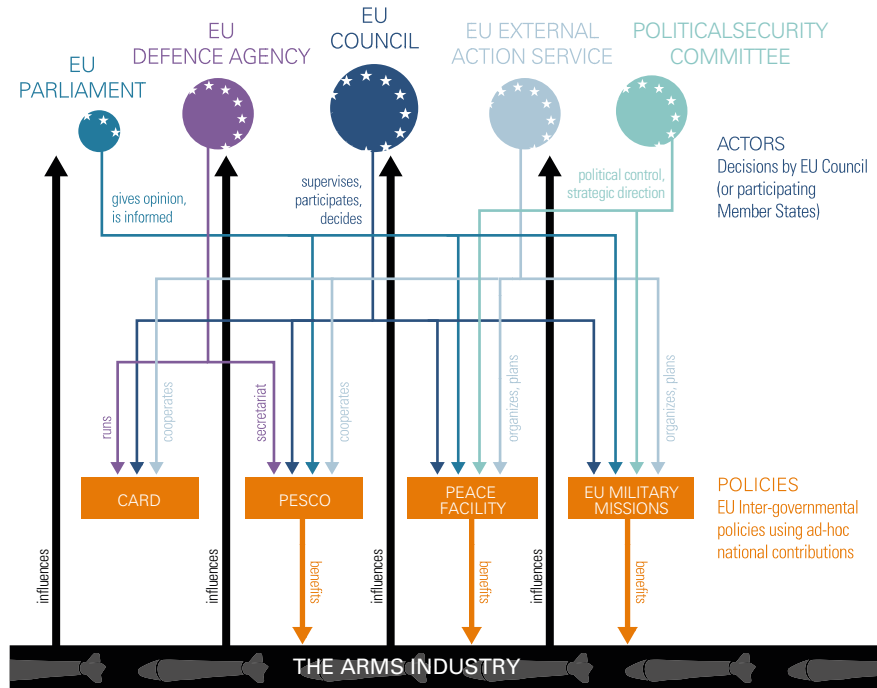 EU
PARLIAMENT
EU
DEFENCE AGENCY
EU
COUNCIL
EU EXTERNAL
ACTION SERVICE
POLITICALSECURITY
COMMITTEE
ACTORS
Decisions by EU Council
(or participating
Member States)
gives opinion,
is informed
supervises,
participates,
decides
political control,
strategic direction
runs
cooperates
secretariat
cooperates
organizes, plans
organizes, plans
CARD
PESCO
PEACE
FACILITY
EU MILITARY
MISSIONS
POLICIES
EU Inter-governmental
policies using ad-hoc
national contributions
influences
influences
benefits
influences
benefits
influences
benefits
THE ARMS INDUSTRY